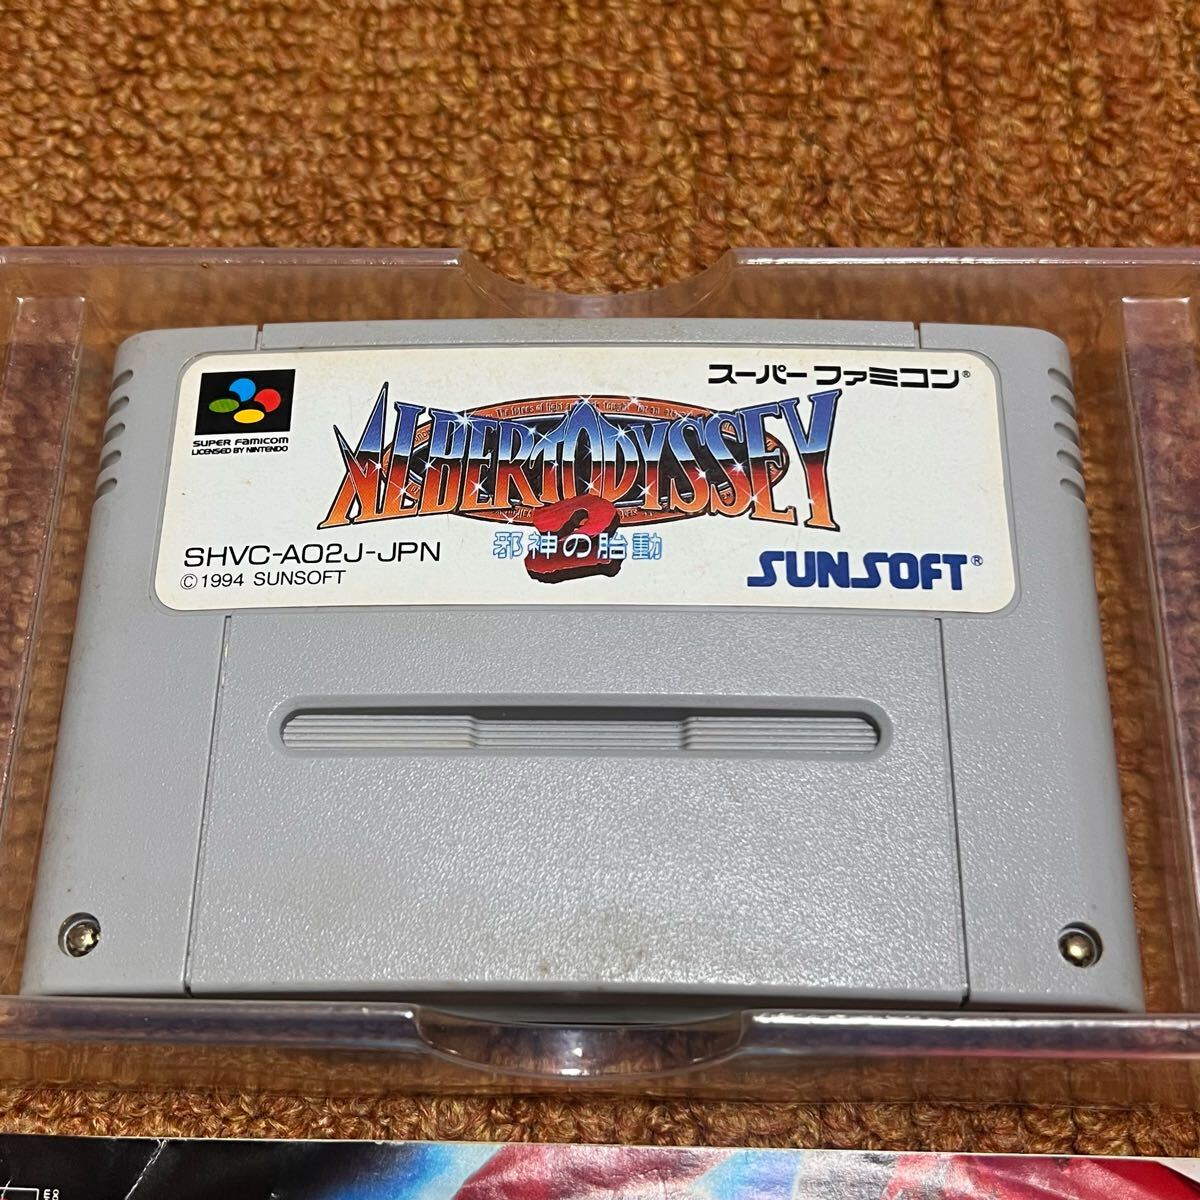 スーパーファミコン®
SUPER FAMICOM
LICENSED BY NINTENDO
ALBERT ODYSSEY
2
邪神の胎動
SHVC-A02J-JPN
© 1994 SUNSOFT
SUNSOFT®